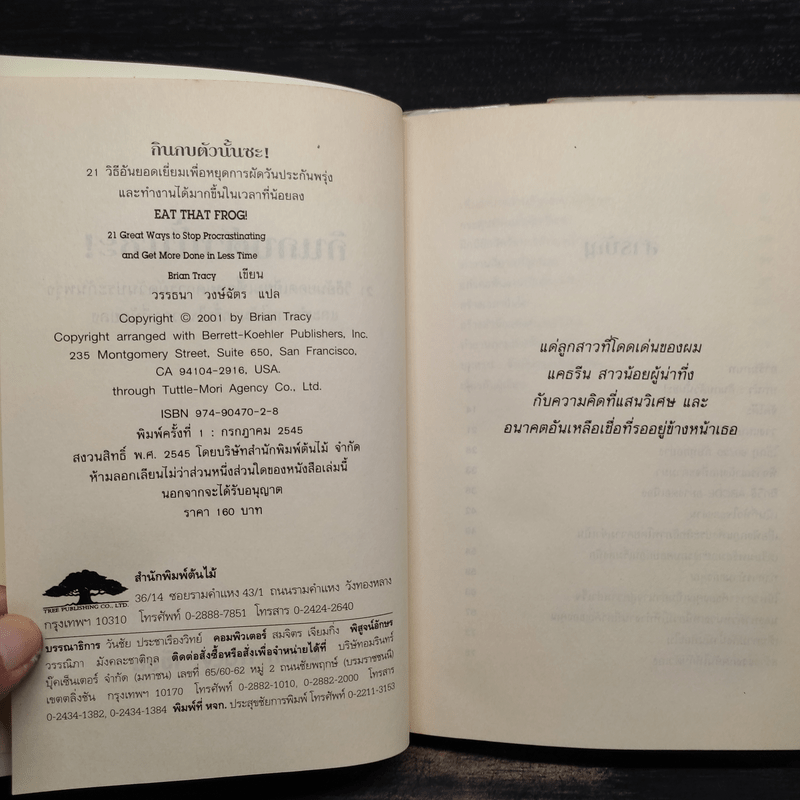 กินกบตัวนั้นซะ!
21 วิธีอันยอดเยี่ยมเพื่อหยุดการผัดวันประกันพรุ่ง
และทำงานได้มากขึ้นในเวลาที่น้อยลง
EAT THAT FROG!
21 Great Ways to Stop Procrastinating
and Get More Done in Less Time
Brian Tracy เขียน
วรรธนา วงษ์ฉัตร แปล
Copyright © 2001 by Brian Tracy
Copyright arranged with Berrett-Koehler Publishers, Inc.
235 Montgomery Street, Suite 650, San Francisco,
CA 94104-2916, USA.
through Tuttle-Mori Agency Co., Ltd.
ISBN 974-90470-2-8
พิมพ์ครั้งที่ 1 : กรกฎาคม 2545
สงวนสิทธิ์ พ.ศ. 2545 โดยบริษัทสำนักพิมพ์ต้นไม้ จำกัด
ห้ามลอกเลียนไม่ว่าส่วนหนึ่งส่วนใดของหนังสือเล่มนี้
นอกจากจะได้รับอนุญาต
ราคา 160 บาท
TREE PUBLISHING CO., LTD.
สำนักพิมพ์ต้นไม้
36/14 ซอยรามคำแหง 43/1 ถนนรามคำแหง วังทองหลาง
กรุงเทพฯ 10310 โทรศัพท์ 0-2888-7851 โทรสาร 0-2424-2640
บรรณาธิการ วันชัย ประชาเรืองวิทย์ คอมพิวเตอร์ สมจิตร เจียมกิ่ง พิสูจน์อักษร
วรรณิภา มังคละชาติกุล ติดต่อสั่งซื้อหรือสั่งเพื่อจำหน่ายได้ที่ บริษัทอมรินทร์
บุ๊คเซ็นเตอร์ จำกัด (มหาชน) เลขที่ 65/60-62 หมู่ 2 ถนนชัยพฤกษ์ (บรมราชชนนี)
เขตตลิ่งชัน กรุงเทพฯ 10170 โทรศัพท์ 0-2882-1010, 0-2882-2000 โทรสาร
0-2434-1382, 0-2434-1384 พิมพ์ที่ หจก. ประสุขชัยการพิมพ์ โทรศัพท์ 0-2211-3153
แด่ลูกสาวที่โดดเด่นของผม
แคธรีน สาวน้อยผู้น่าทึ่ง
กับความคิดที่แสนวิเศษ และ
อนาคตอันเหลือเชื่อที่รออยู่ข้างหน้าเธอ